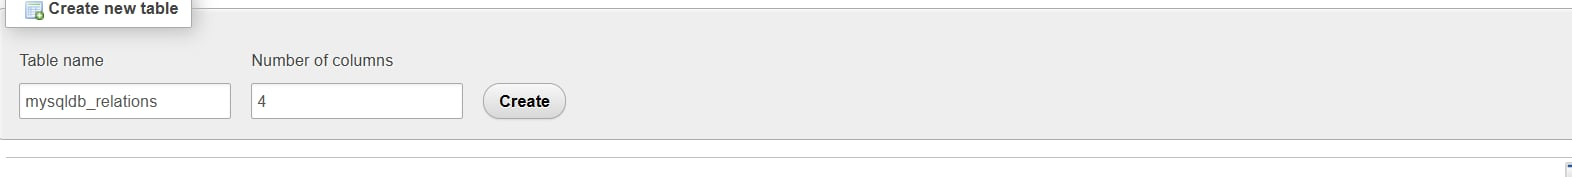 Create new table
Table name Number of columns
mysqldb_relations 4 Create